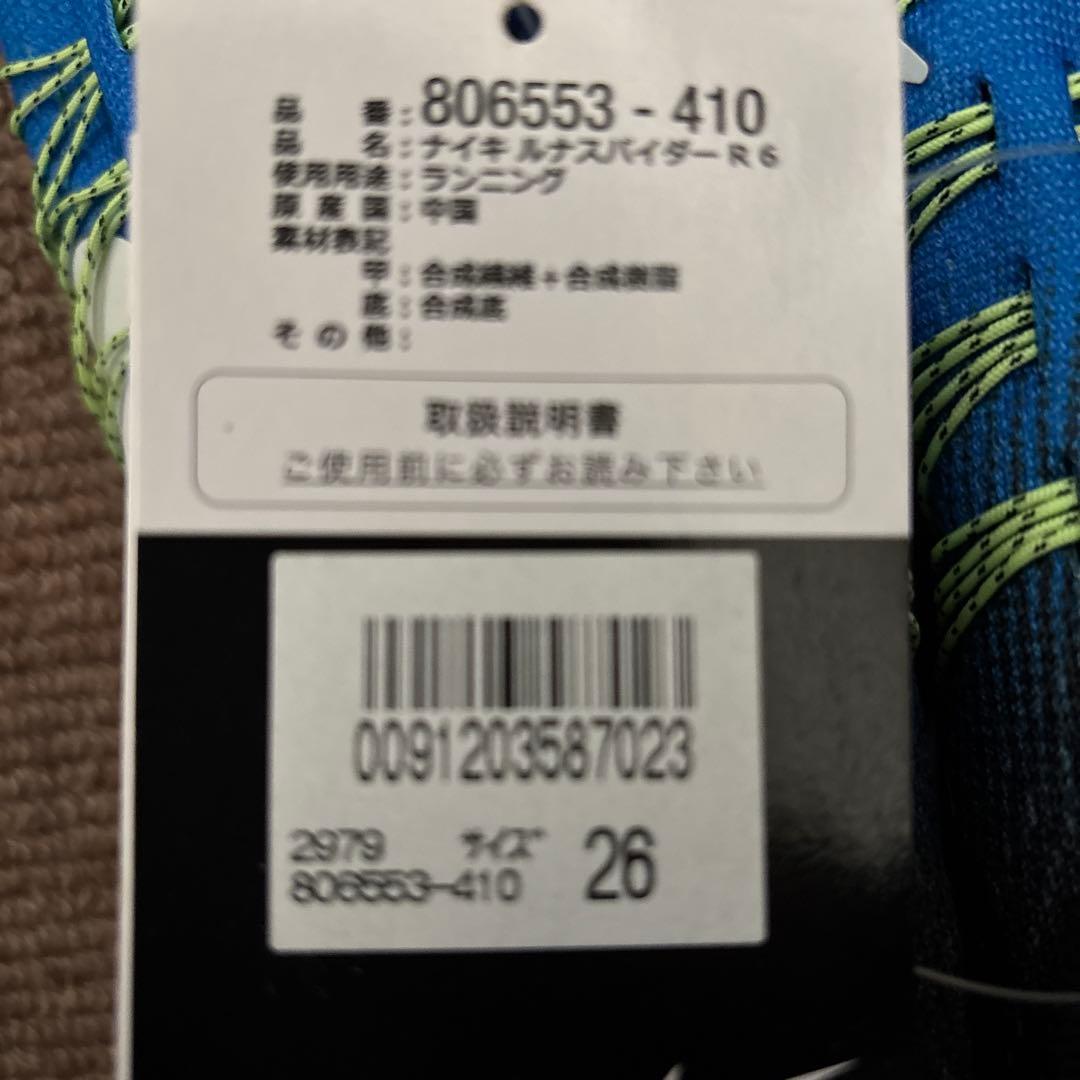 品　番：806553 - 410
品　名：ナイキ ルナスパイダー R 6
使用用途：ランニング
原 産 国：中国
素材表記
甲：合成繊維＋合成樹脂
底：合成底
そ の 他：
取扱説明書
ご使用前に必ずお読み下さい
0091203587023
2979 サイズ 26
806553-410